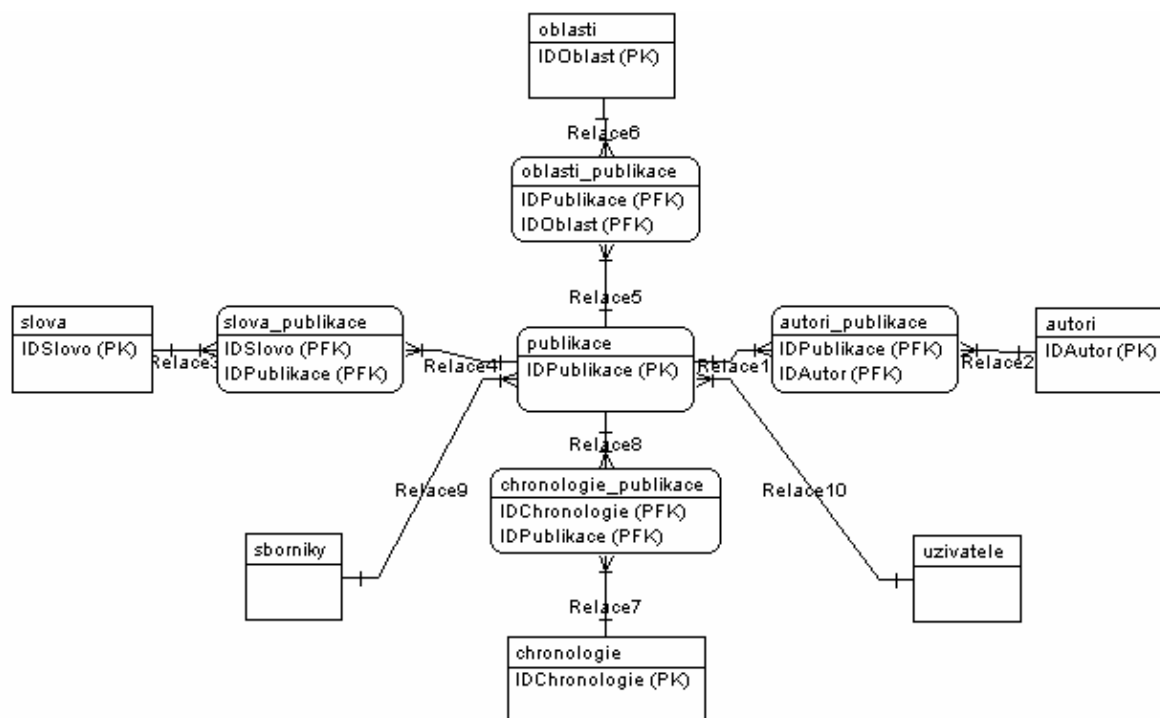 oblasti
IDOblast (PK)
Relace6
oblasti_publikace
IDPublikace (PFK)
IDOblast (PFK)
Relace5
slova
IDSlovo (PK)
Relace3
slova_publikace
IDSlovo (PFK)
IDPublikace (PFK)
Relace4
publikace
IDPublikace (PK)
Relace1
autori_publikace
IDPublikace (PFK)
IDAutor (PFK)
Relace2
autori
IDAutor (PK)
Relace8
Relace9
chronologie_publikace
IDChronologie (PFK)
IDPublikace (PFK)
Relace10
sborniky
uzivatele
Relace7
chronologie
IDChronologie (PK)